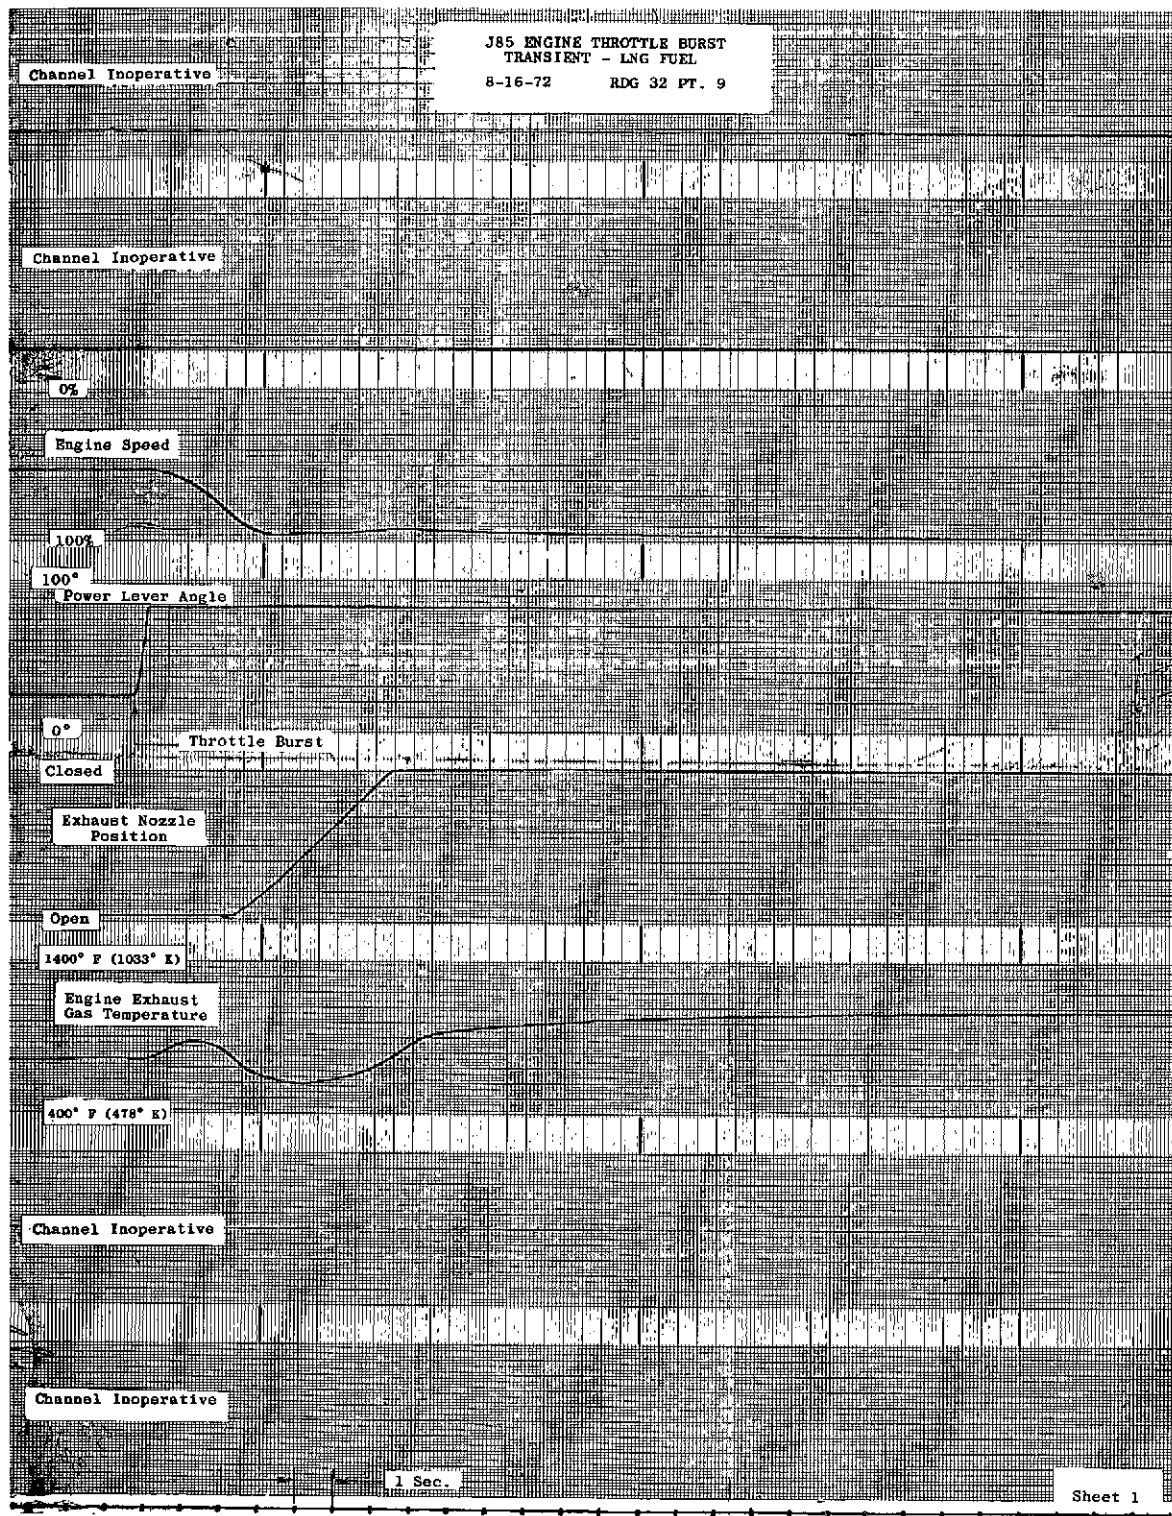 J85 ENGINE THROTTLE BURST
TRANSIENT - LNG FUEL
8-16-72 RDG 32 PT. 9
Channel Inoperative
Channel Inoperative
0%
Engine Speed
100%
100°
Power Lever Angle
0°
Throttle Burst
Closed
Exhaust Nozzle
Position
Open
1400° F (1033° K)
Engine Exhaust
Gas Temperature
400° F (478° K)
Channel Inoperative
Channel Inoperative
1 Sec.
Sheet 1